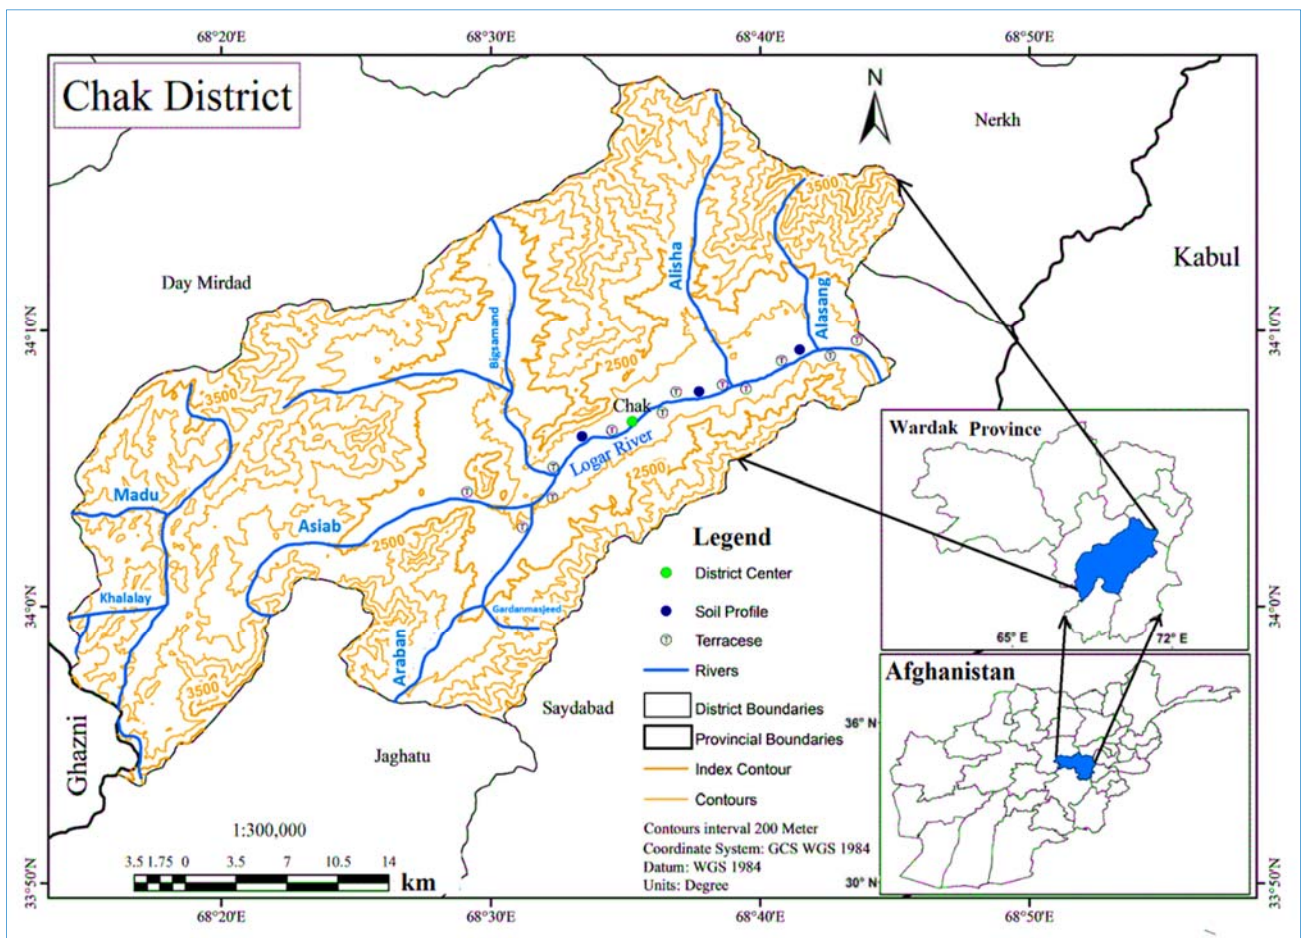 68°20'E 68°30'E 68°40'E 68°50'E
Chak District
N
Nerkh
3500
Kabul
Alisha
Day Mirdad
Alasang
34°10'N
34°10'N
Bigsamand
2500
3500
Chak
Logar River
Wardak Province
2500
Madu
Asiab
2500
Legend
District Center
Khalalay
Gardanmasjeed
Soil Profile
34°0'N
34°0'N
65° E 72° E
Terracese
Araban
Rivers
Afghanistan
3500
Saydabad
District Boundaries
36° N
Provincial Boundaries
Ghazni
Jaghatu
Index Contour
Contours
1:300,000
Contours interval 200 Meter
Coordinate System: GCS WGS 1984
Datum: WGS 1984
Units: Degree
3.5 1.75 0 3.5 7 10.5 14
km
30° N
33°50'N
33°50'N
68°20'E 68°30'E 68°40'E 68°50'E
T
T
T
T
T
T
T
T
T
T
T
T
T
T